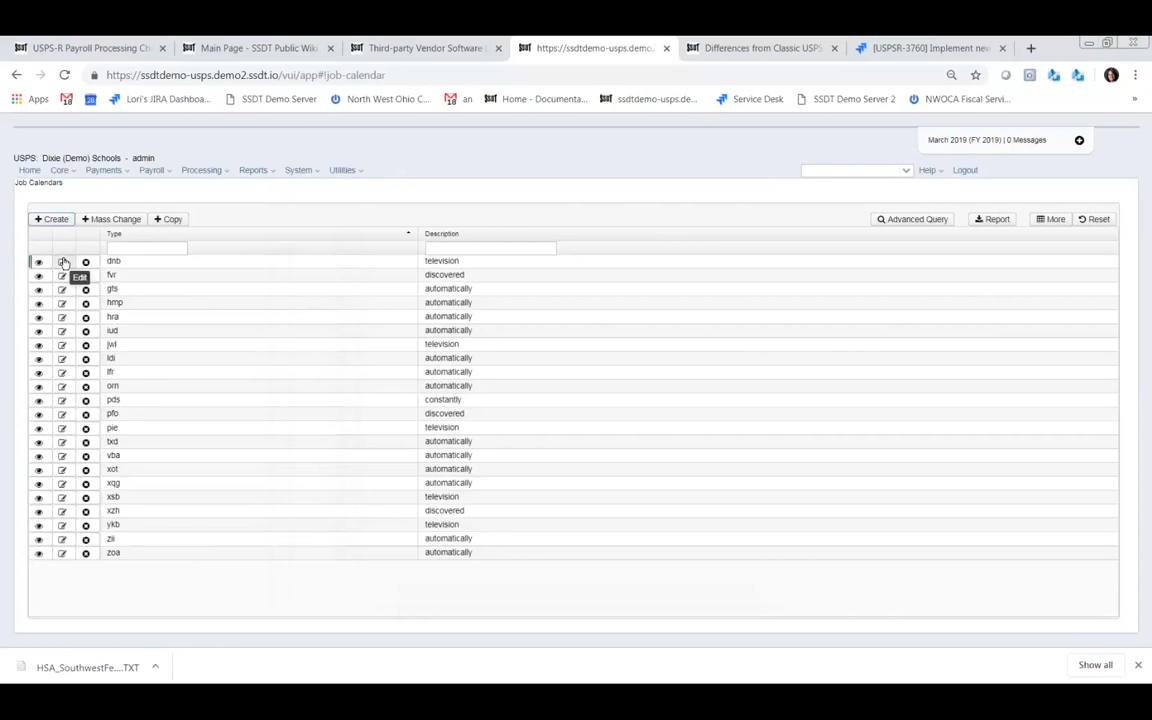 USPS-R Payroll Processing Ch
Main Page - SSDT Public Wiki
Third-party Vendor Software L
https://ssdtdemo-usps.demo2.
Differences from Classic USPS
[USPSR-3760] Implement new
https://ssdtdemo-usps.demo2.ssdt.io/vui/app#!job-calendar
Apps
Lori's JIRA Dashboa...
SSDT Demo Server
North West Ohio C...
an
Home - Documenta...
ssdtdemo-usps.de...
Service Desk
SSDT Demo Server 2
NWOCA Fiscal Servi...
March 2019 (FY 2019) | 0 Messages
USPS: Dixie (Demo) Schools - admin
Home Core Payments Payroll Processing Reports System Utilities Help Logout
Job Calendars
Create Mass Change Copy Advanced Query Report More Reset
Type Description
dnb television
Edit
fvr discovered
gts automatically
hmp automatically
hra automatically
iud automatically
jwl television
ldi automatically
lfr automatically
orn automatically
pds constantly
pfo discovered
pie television
txd automatically
vba automatically
xot automatically
xqg automatically
xsb television
xzh discovered
ykb television
zii automatically
zoa automatically
HSA_SouthwestFe....TXT
Show all